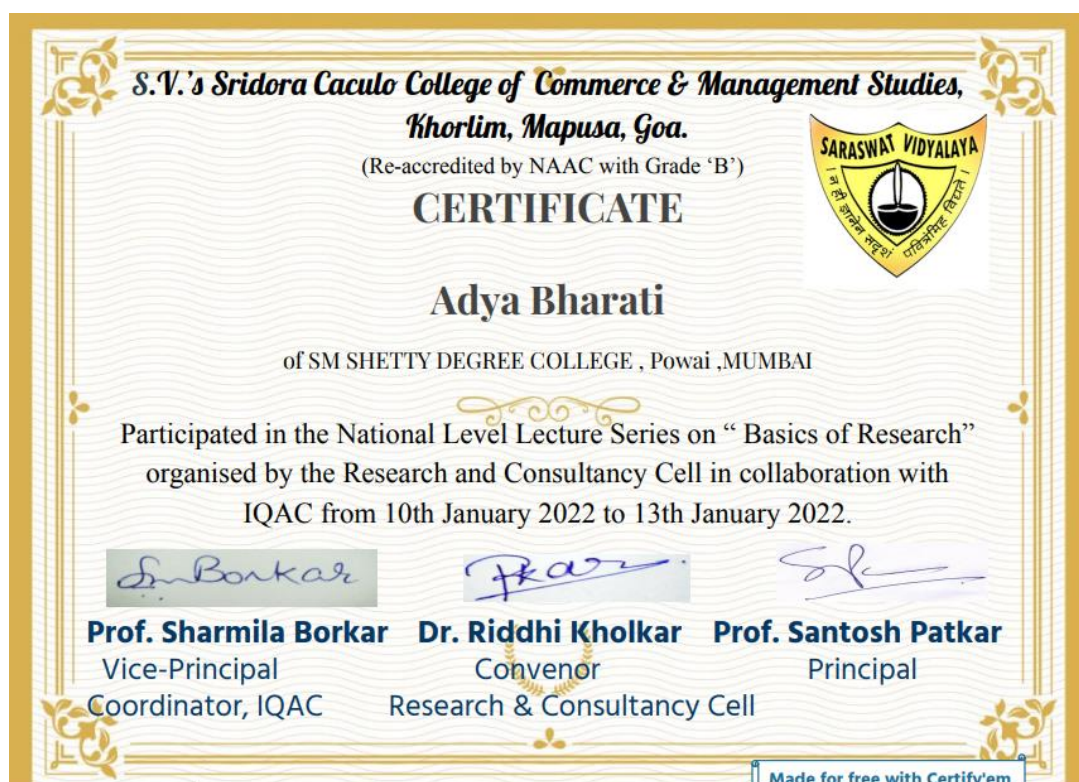 S.V.'s Sridora Caculo College of Commerce & Management Studies,
Khorlim, Mapusa, Goa.
(Re-accredited by NAAC with Grade ‘B’)
CERTIFICATE
SARASWAT VIDYALAYA
। न ही ज्ञानेन सदृशं पवित्रमिह विद्यते ।
Adya Bharati
of SM SHETTY DEGREE COLLEGE , Powai ,MUMBAI
Participated in the National Level Lecture Series on “ Basics of Research”
organised by the Research and Consultancy Cell in collaboration with
IQAC from 10th January 2022 to 13th January 2022.
Borkar
Prof. Sharmila Borkar Dr. Riddhi Kholkar Prof. Santosh Patkar
Vice-Principal Convenor Principal
Coordinator, IQAC Research & Consultancy Cell
Made for free with Certify'em